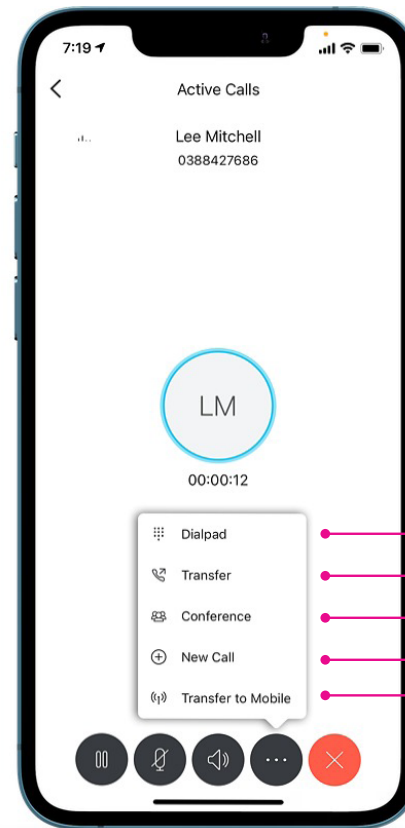 7:19
Active Calls
Lee Mitchell
0388427686
LM
00:00:12
Dialpad
Transfer
Conference
New Call
Transfer to Mobile